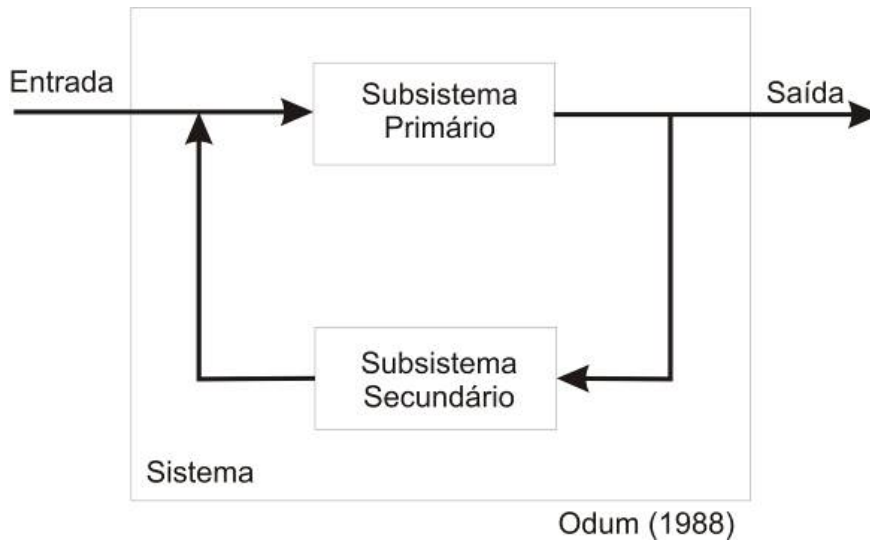 Entrada
Subsistema
Primário
Saída
Subsistema
Secundário
Sistema
Odum (1988)